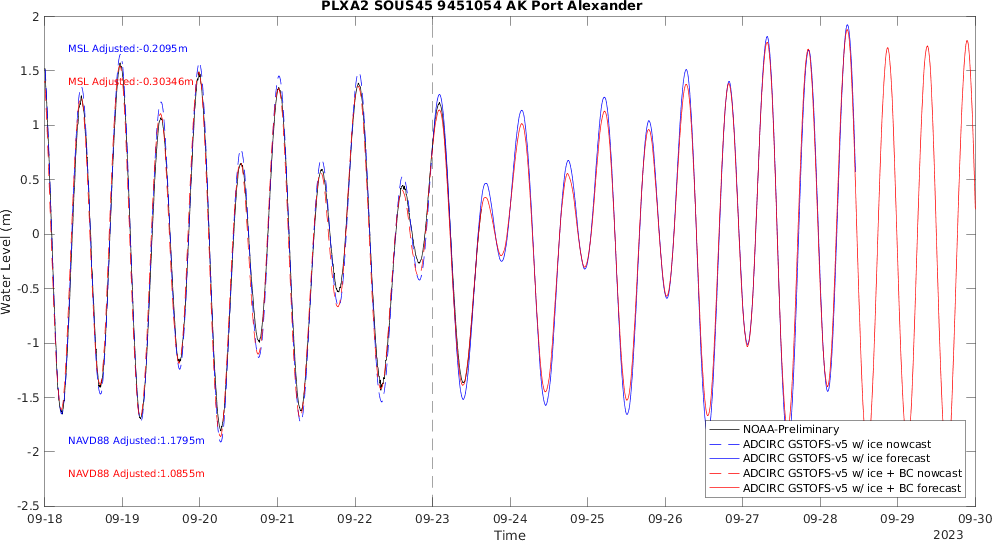 PLXA2 SOUS45 9451054 AK Port Alexander
2
1.5
1
0.5
0
-0.5
-1
-1.5
-2
-2.5
Water Level (m)
MSL Adjusted:-0.2095m
MSL Adjusted:-0.30346m
NAVD88 Adjusted:1.1795m
NAVD88 Adjusted:1.0855m
NOAA-Preliminary
ADCIRC GSTOFS-v5 w/ ice nowcast
ADCIRC GSTOFS-v5 w/ ice forecast
ADCIRC GSTOFS-v5 w/ ice + BC nowcast
ADCIRC GSTOFS-v5 w/ ice + BC forecast
09-18 09-19 09-20 09-21 09-22 09-23 09-24 09-25 09-26 09-27 09-28 09-29 09-30
Time
2023